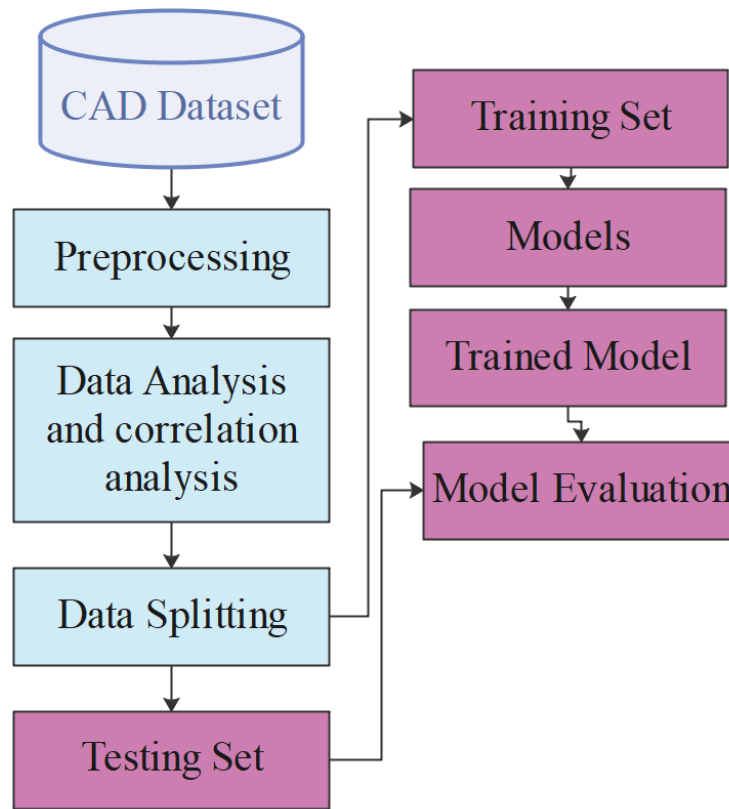 CAD Dataset
Preprocessing
Data Analysis
and correlation
analysis
Data Splitting
Testing Set
Training Set
Models
Trained Model
Model Evaluation